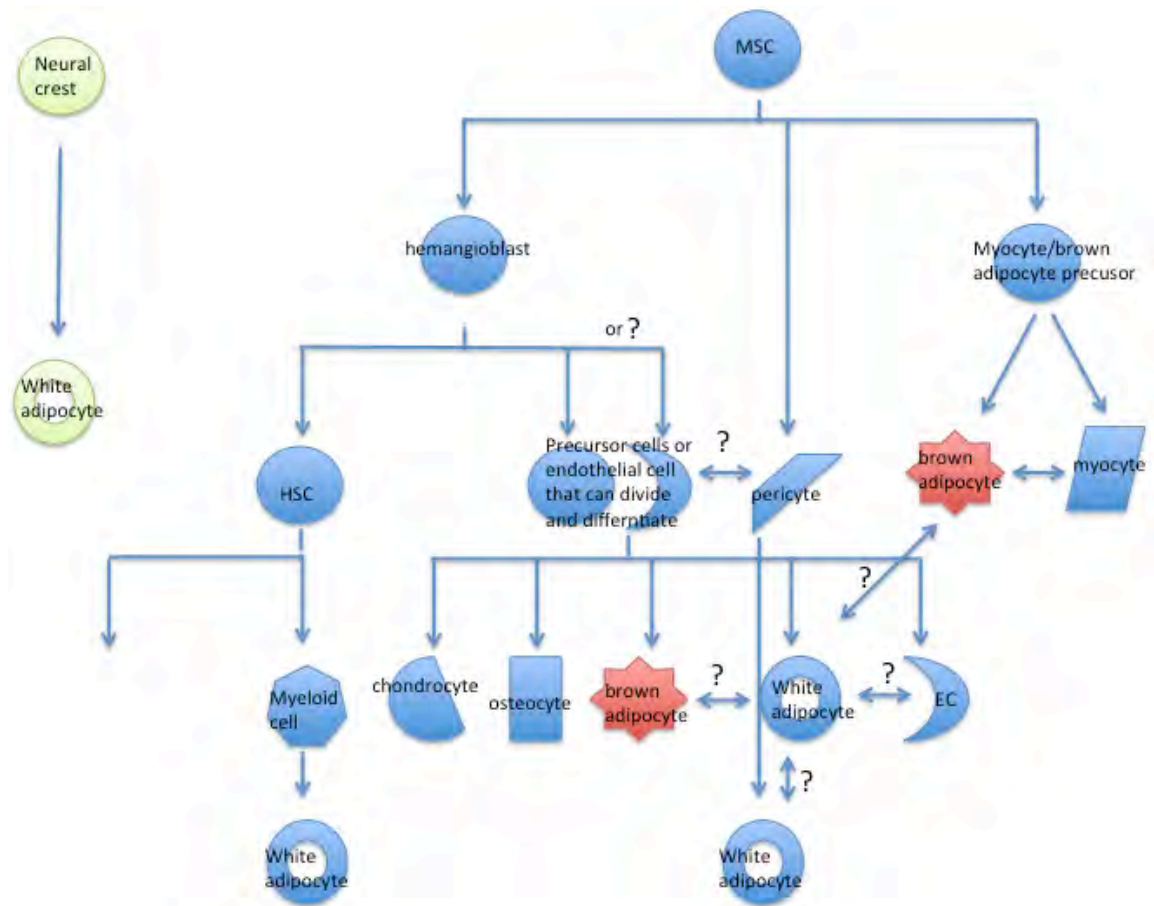 MSC
Neural
crest
hemangioblast
Myocyte/brown
adipocyte precusor
or ?
White
adipocyte
HSC
Precursor cells or
endothelial cell
that can divide
and differntiate
?
pericyte
brown
adipocyte
myocyte
?
Myeloid
cell
chondrocyte
osteocyte
brown
adipocyte
?
White
adipocyte
?
EC
?
White
adipocyte
White
adipocyte